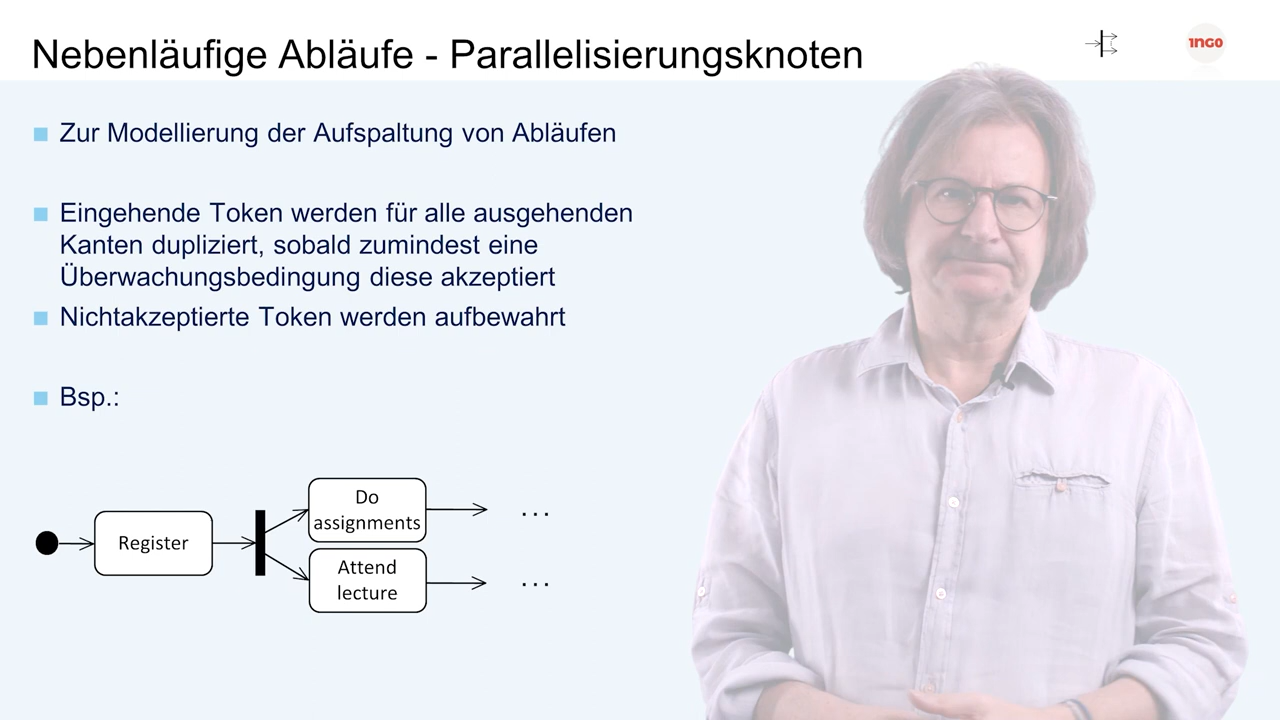 Nebenläufige Abläufe - Parallelisierungsknoten
1NGO
Zur Modellierung der Aufspaltung von Abläufen
Eingehende Token werden für alle ausgehenden
Kanten dupliziert, sobald zumindest eine
Überwachungsbedingung diese akzeptiert
Nichtakzeptierte Token werden aufbewahrt
Bsp.:
Register
Do
assignments
...
Attend
lecture
...